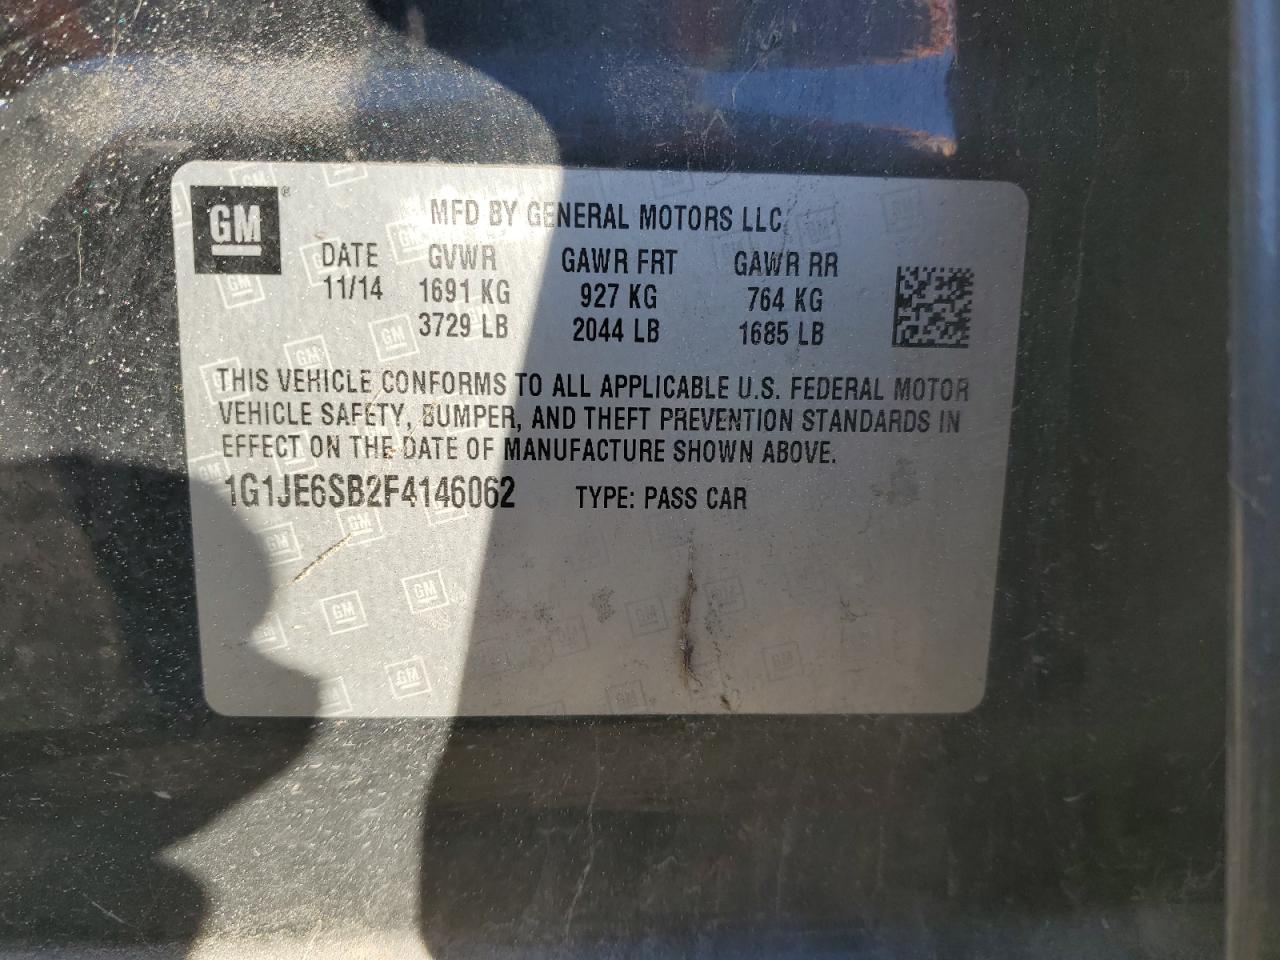 GM ®
MFD BY GENERAL MOTORS LLC
DATE GVWR GAWR FRT GAWR RR
11/14 1691 KG 927 KG 764 KG
3729 LB 2044 LB 1685 LB
THIS VEHICLE CONFORMS TO ALL APPLICABLE U.S. FEDERAL MOTOR
VEHICLE SAFETY, BUMPER, AND THEFT PREVENTION STANDARDS IN
EFFECT ON THE DATE OF MANUFACTURE SHOWN ABOVE.
1G1JE6SB2F4146062 TYPE: PASS CAR